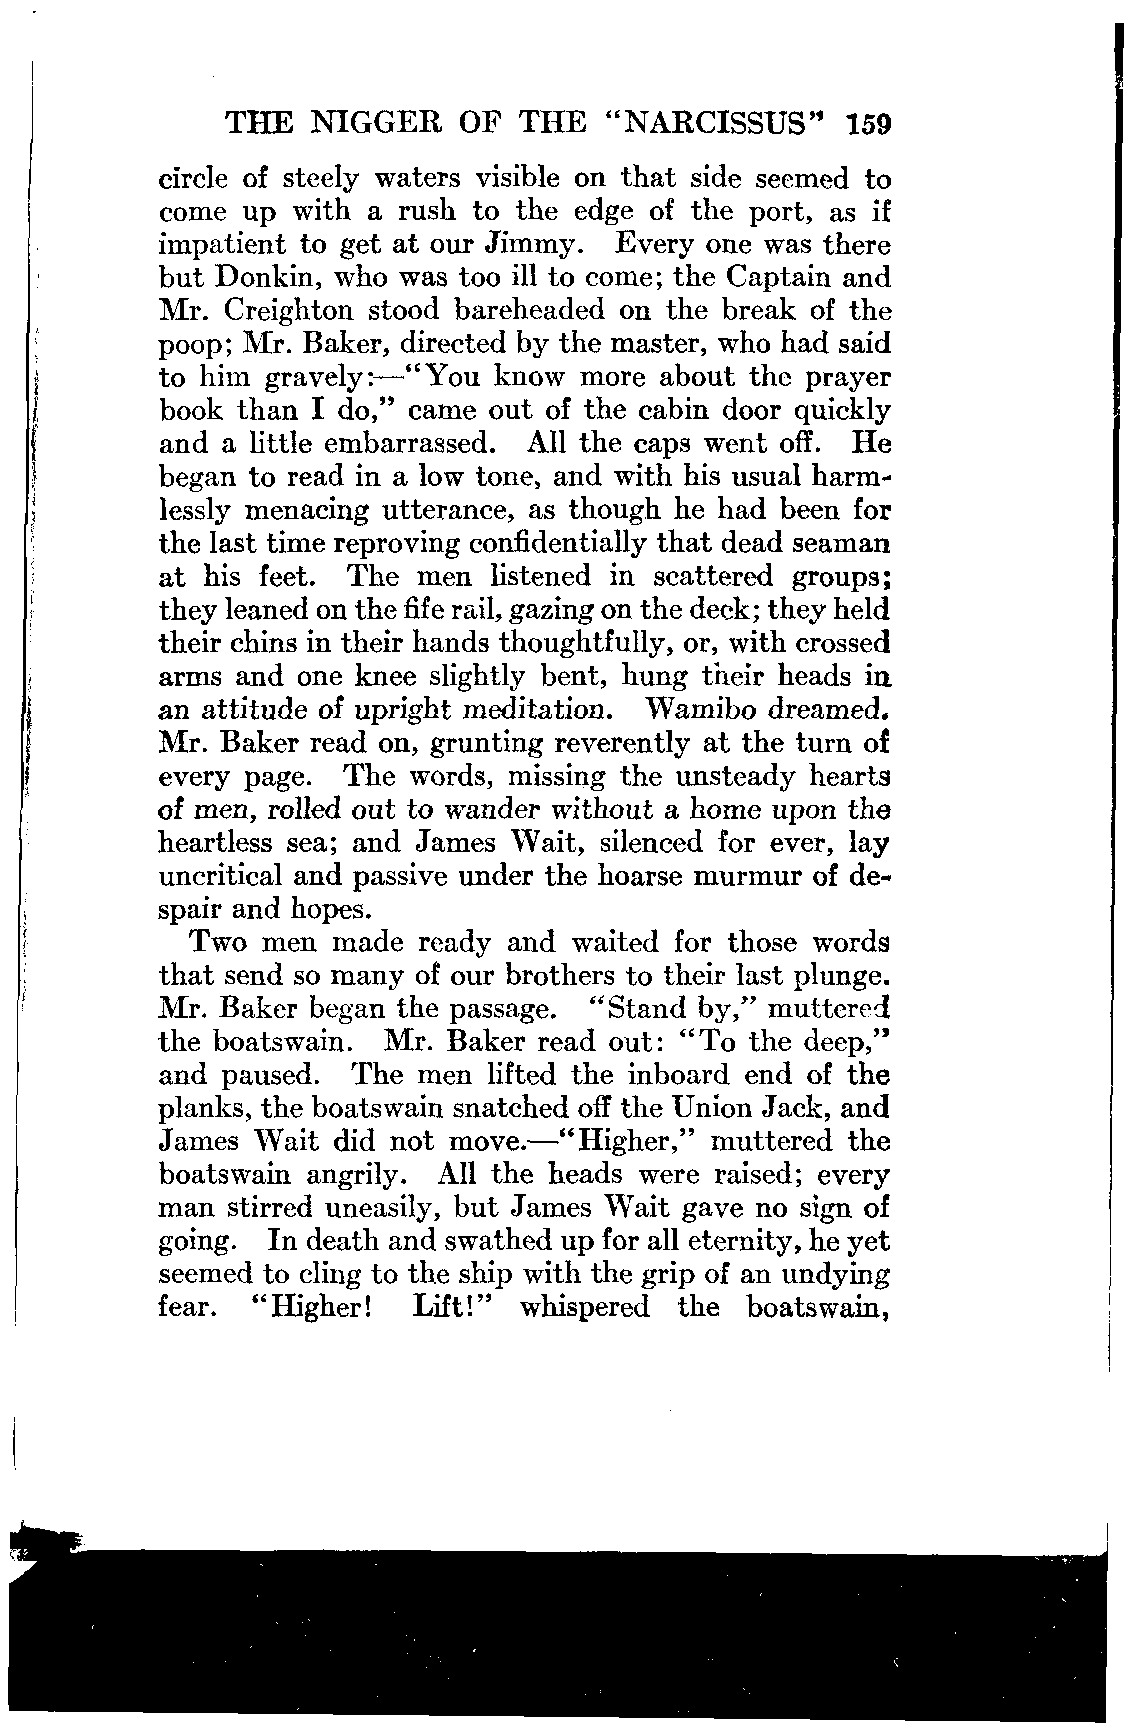 THE NIGGER OF THE "NARCISSUS" 159
circle of steely waters visible on that side seemed to
come up with a rush to the edge of the port, as if
impatient to get at our Jimmy. Every one was there
but Donkin, who was too ill to come; the Captain and
Mr. Creighton stood bareheaded on the break of the
poop; Mr. Baker, directed by the master, who had said
to him gravely:—"You know more about the prayer
book than I do," came out of the cabin door quickly
and a little embarrassed. All the caps went off. He
began to read in a low tone, and with his usual harm-
lessly menacing utterance, as though he had been for
the last time reproving confidentially that dead seaman
at his feet. The men listened in scattered groups;
they leaned on the fife rail, gazing on the deck; they held
their chins in their hands thoughtfully, or, with crossed
arms and one knee slightly bent, hung their heads in
an attitude of upright meditation. Wamibo dreamed.
Mr. Baker read on, grunting reverently at the turn of
every page. The words, missing the unsteady hearts
of men, rolled out to wander without a home upon the
heartless sea; and James Wait, silenced for ever, lay
uncritical and passive under the hoarse murmur of de-
spair and hopes.
Two men made ready and waited for those words
that send so many of our brothers to their last plunge.
Mr. Baker began the passage. "Stand by," muttered
the boatswain. Mr. Baker read out: "To the deep,"
and paused. The men lifted the inboard end of the
planks, the boatswain snatched off the Union Jack, and
James Wait did not move.—"Higher," muttered the
boatswain angrily. All the heads were raised; every
man stirred uneasily, but James Wait gave no sign of
going. In death and swathed up for all eternity, he yet
seemed to cling to the ship with the grip of an undying
fear. "Higher! Lift!" whispered the boatswain,